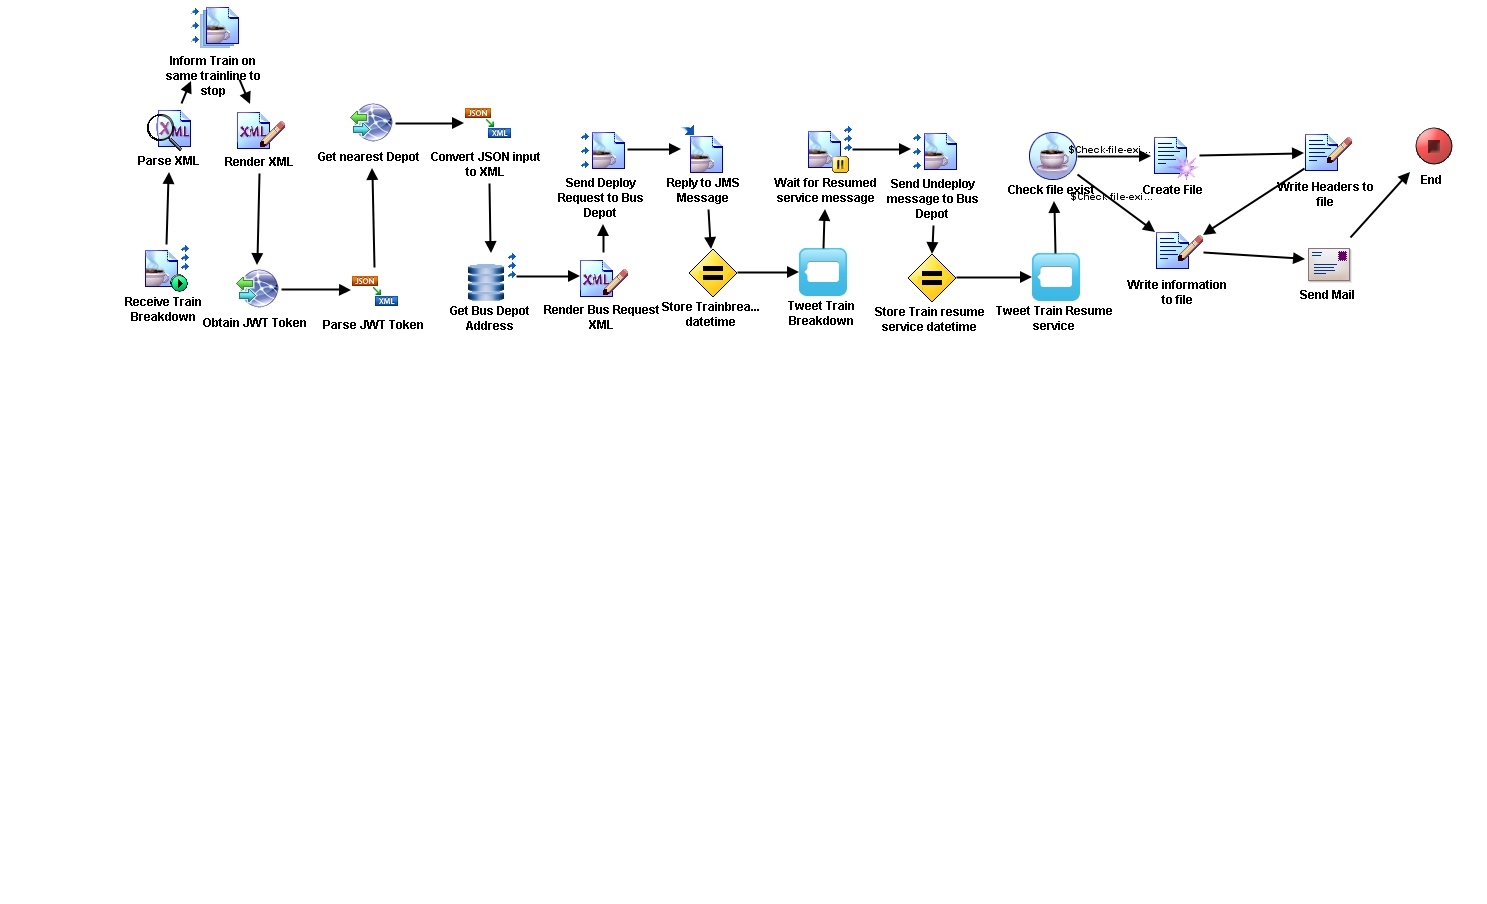 Inform Train on
same trainline to
stop
Parse XML
Render XML
Receive Train
Breakdown
Obtain JWT Token
JSON
XML
Parse JWT Token
Get nearest Depot
JSON
XML
Convert JSON input
to XML
Get Bus Depot
Address
XML
Render Bus Request
XML
Send Deploy
Request to Bus
Depot
Reply to JMS
Message
Store Trainbrea...
datetime
Tweet Train
Breakdown
Wait for Resumed
service message
Send Undeploy
message to Bus
Depot
Store Train resume
service datetime
Tweet Train Resume
service
Check file exist
$Check-file-exi...
$Check-file-exi...
Create File
Write Headers to
file
Write information
to file
Send Mail
End
XML
XML